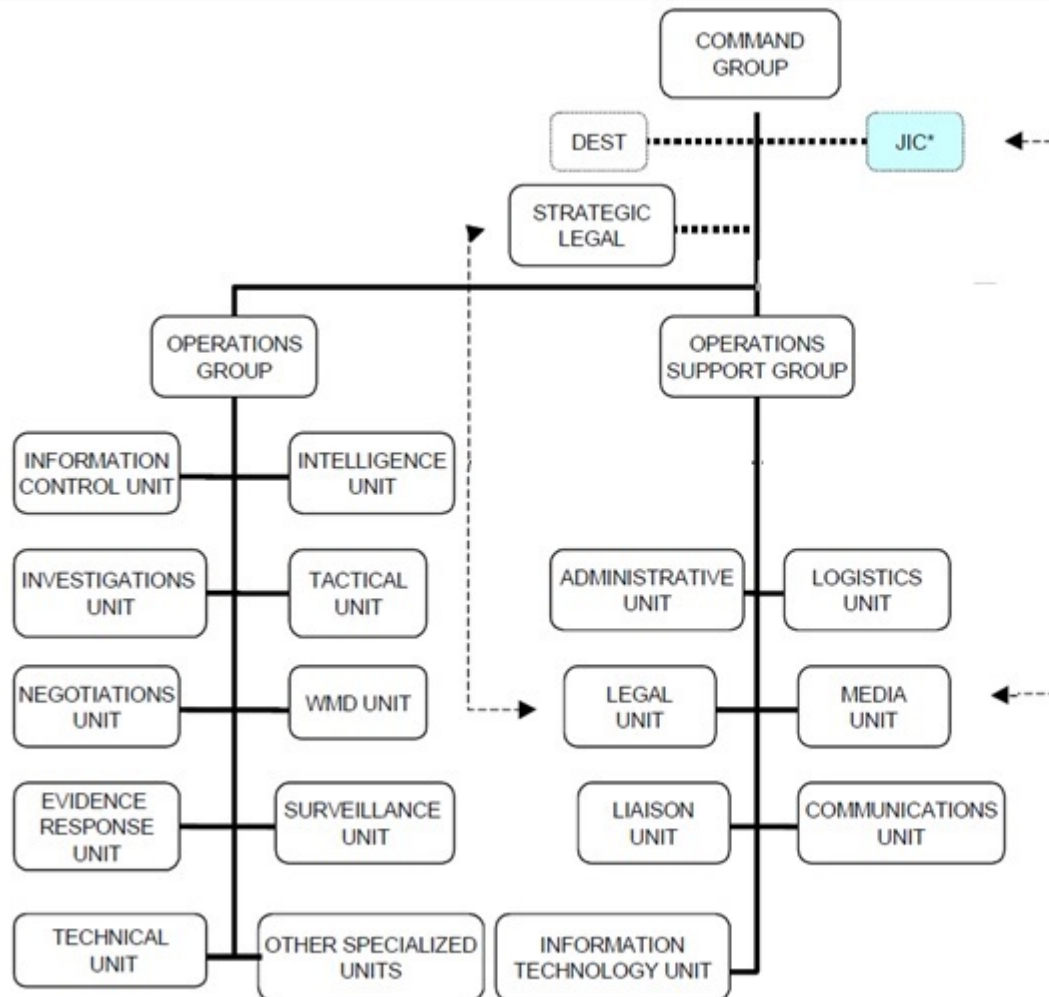 COMMAND
GROUP
DEST
JIC*
STRATEGIC
LEGAL
OPERATIONS
GROUP
OPERATIONS
SUPPORT GROUP
INFORMATION
CONTROL UNIT
INTELLIGENCE
UNIT
INVESTIGATIONS
UNIT
TACTICAL
UNIT
ADMINISTRATIVE
UNIT
LOGISTICS
UNIT
NEGOTIATIONS
UNIT
WMD UNIT
LEGAL
UNIT
MEDIA
UNIT
EVIDENCE
RESPONSE
UNIT
SURVEILLANCE
UNIT
LIAISON
UNIT
COMMUNICATIONS
UNIT
TECHNICAL
UNIT
OTHER SPECIALIZED
UNITS
INFORMATION
TECHNOLOGY UNIT